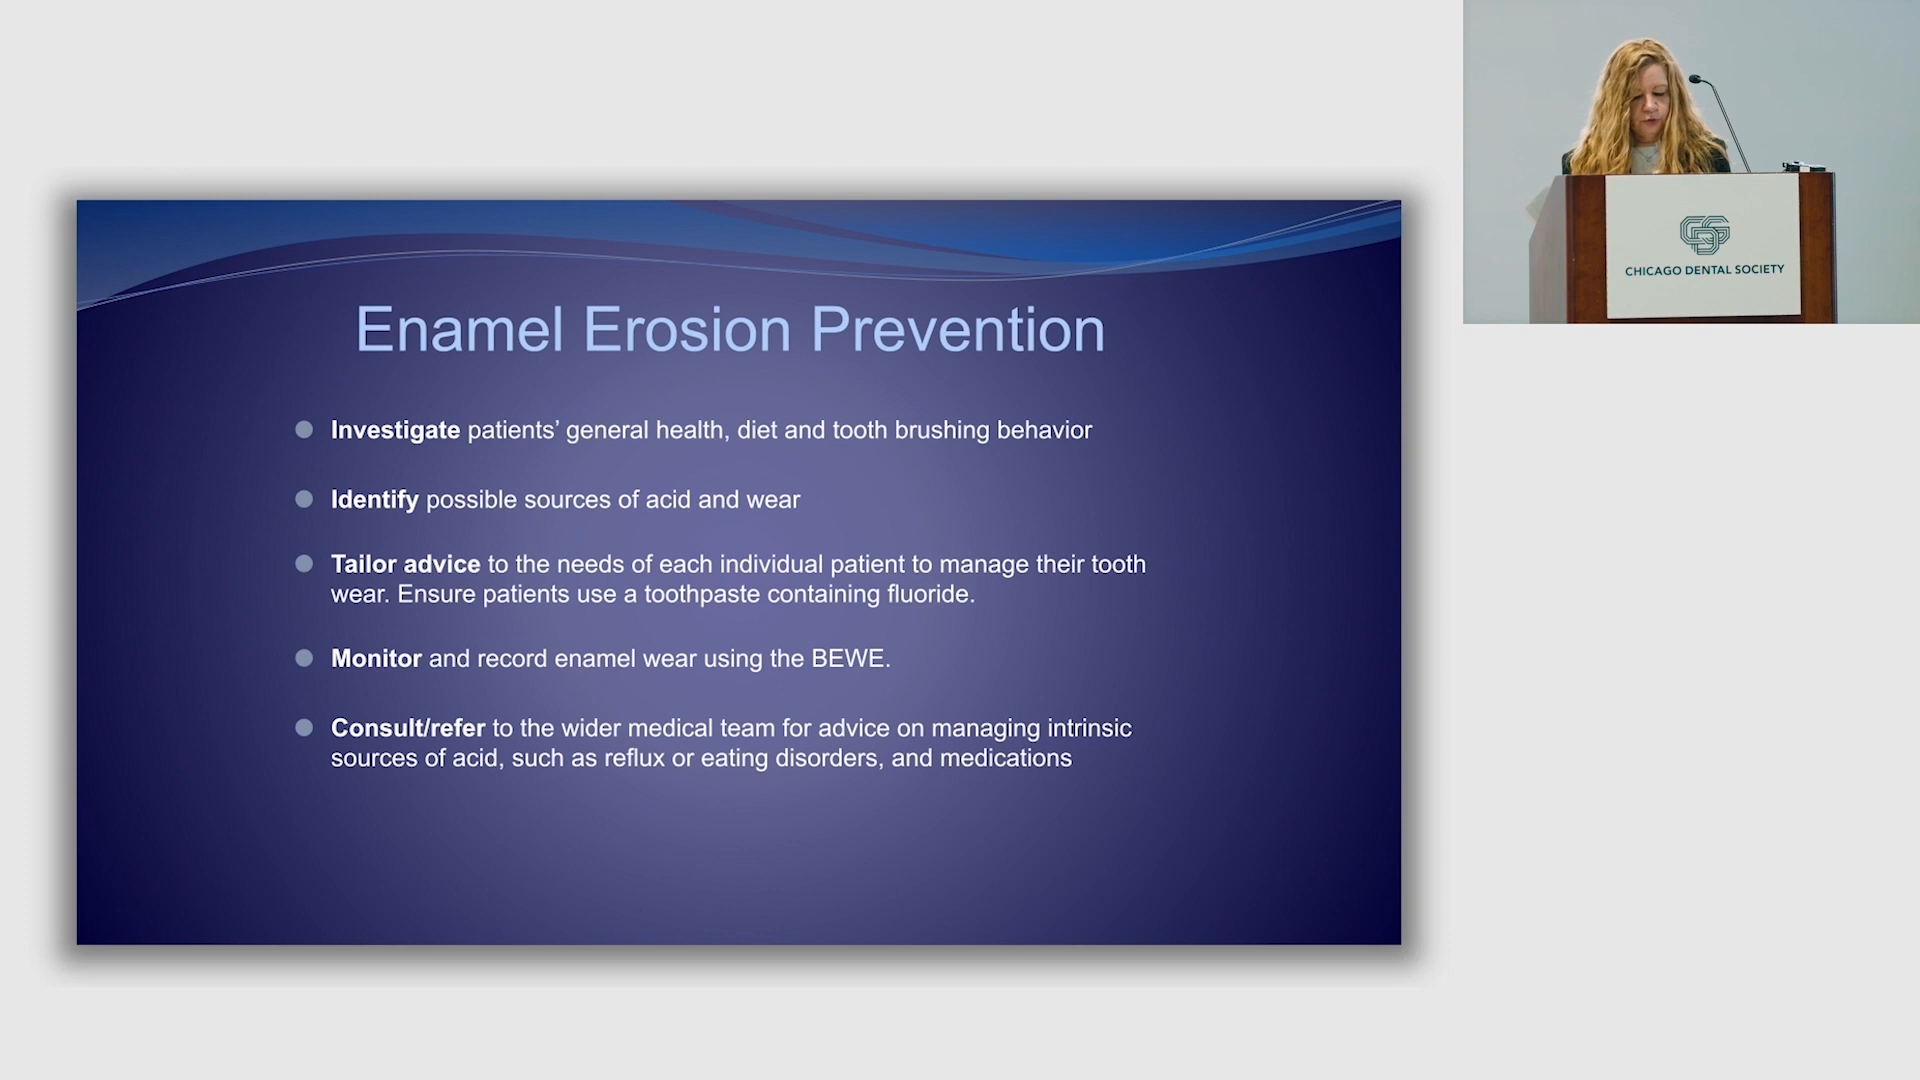 Enamel Erosion Prevention
Investigate patients’ general health, diet and tooth brushing behavior
Identify possible sources of acid and wear
Tailor advice to the needs of each individual patient to manage their tooth
wear. Ensure patients use a toothpaste containing fluoride.
Monitor and record enamel wear using the BEWE.
Consult/refer to the wider medical team for advice on managing intrinsic
sources of acid, such as reflux or eating disorders, and medications
CDS
CHICAGO DENTAL SOCIETY